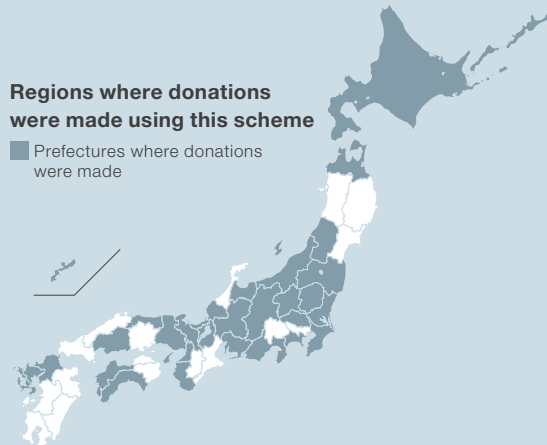 Regions where donations
were made using this scheme
Prefectures where donations
were made